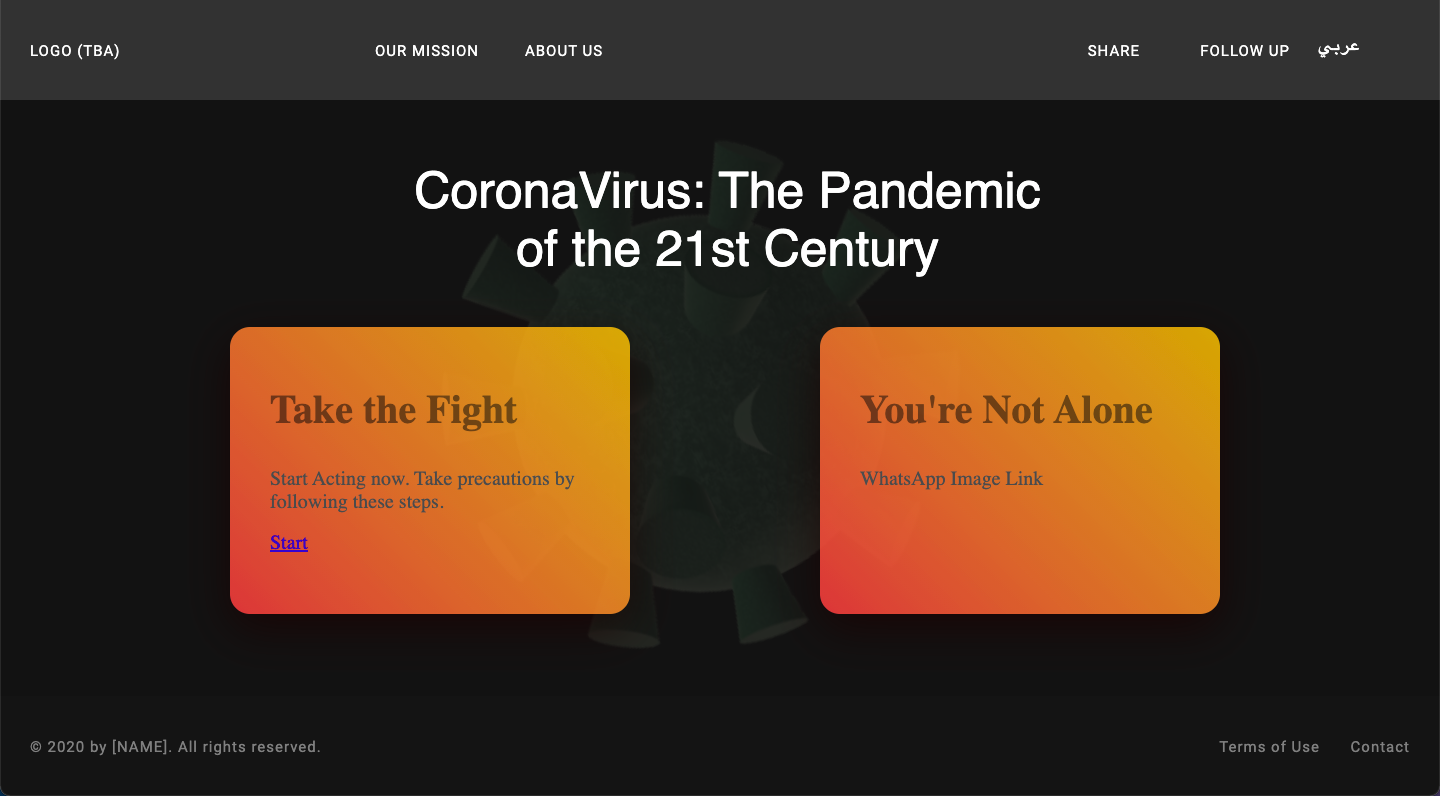 LOGO (TBA)
OUR MISSION
ABOUT US
SHARE
FOLLOW UP
عربي
CoronaVirus: The Pandemic
of the 21st Century
Take the Fight
Start Acting now. Take precautions by
following these steps.
Start
You're Not Alone
WhatsApp Image Link
© 2020 by [NAME]. All rights reserved.
Terms of Use
Contact